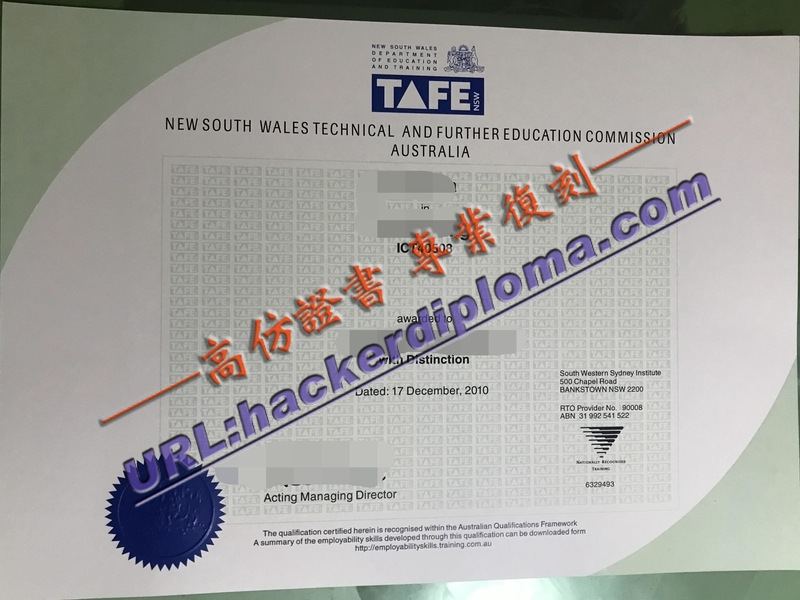 NEW SOUTH WALES
DEPARTMENT
OF EDUCATION
AND TRAINING
TAFE NSW
NEW SOUTH WALES TECHNICAL AND FURTHER EDUCATION COMMISSION
AUSTRALIA
in
ICT40508
高仿證書 專業復刻
URL:hackerdiploma.com
awarded to
with Distinction
Dated: 17 December, 2010
South Western Sydney Institute
500 Chapel Road
BANKSTOWN NSW 2200
RTO Provider No. 90008
ABN 31 992 541 522
NATIONALLY RECOGNISED
TRAINING
6329493
Acting Managing Director
The qualification certified herein is recognised within the Australian Qualifications Framework
A summary of the employability skills developed through this qualification can be downloaded form
http://employabilityskills.training.com.au